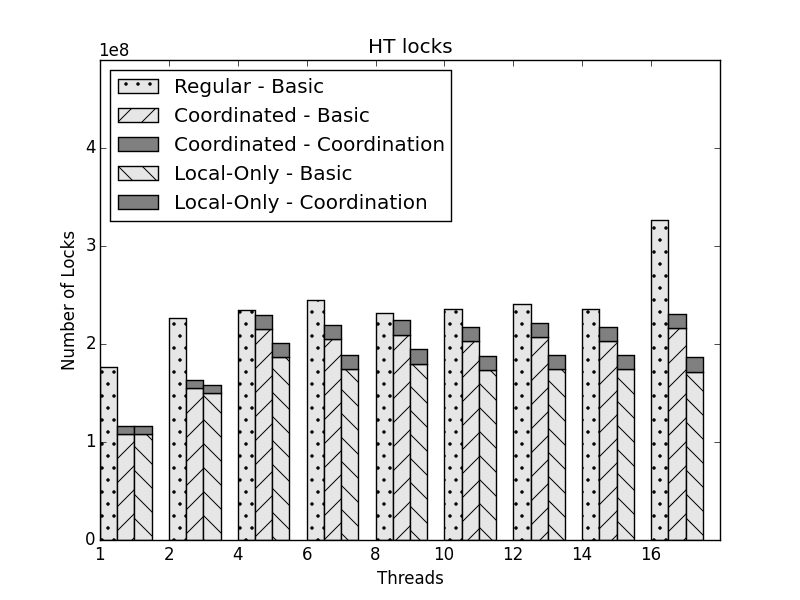 HT locks
1e8
Regular - Basic
Coordinated - Basic
Coordinated - Coordination
Local-Only - Basic
Local-Only - Coordination
Number of Locks
4
3
2
1
0
1 2 4 6 8 10 12 14 16
Threads